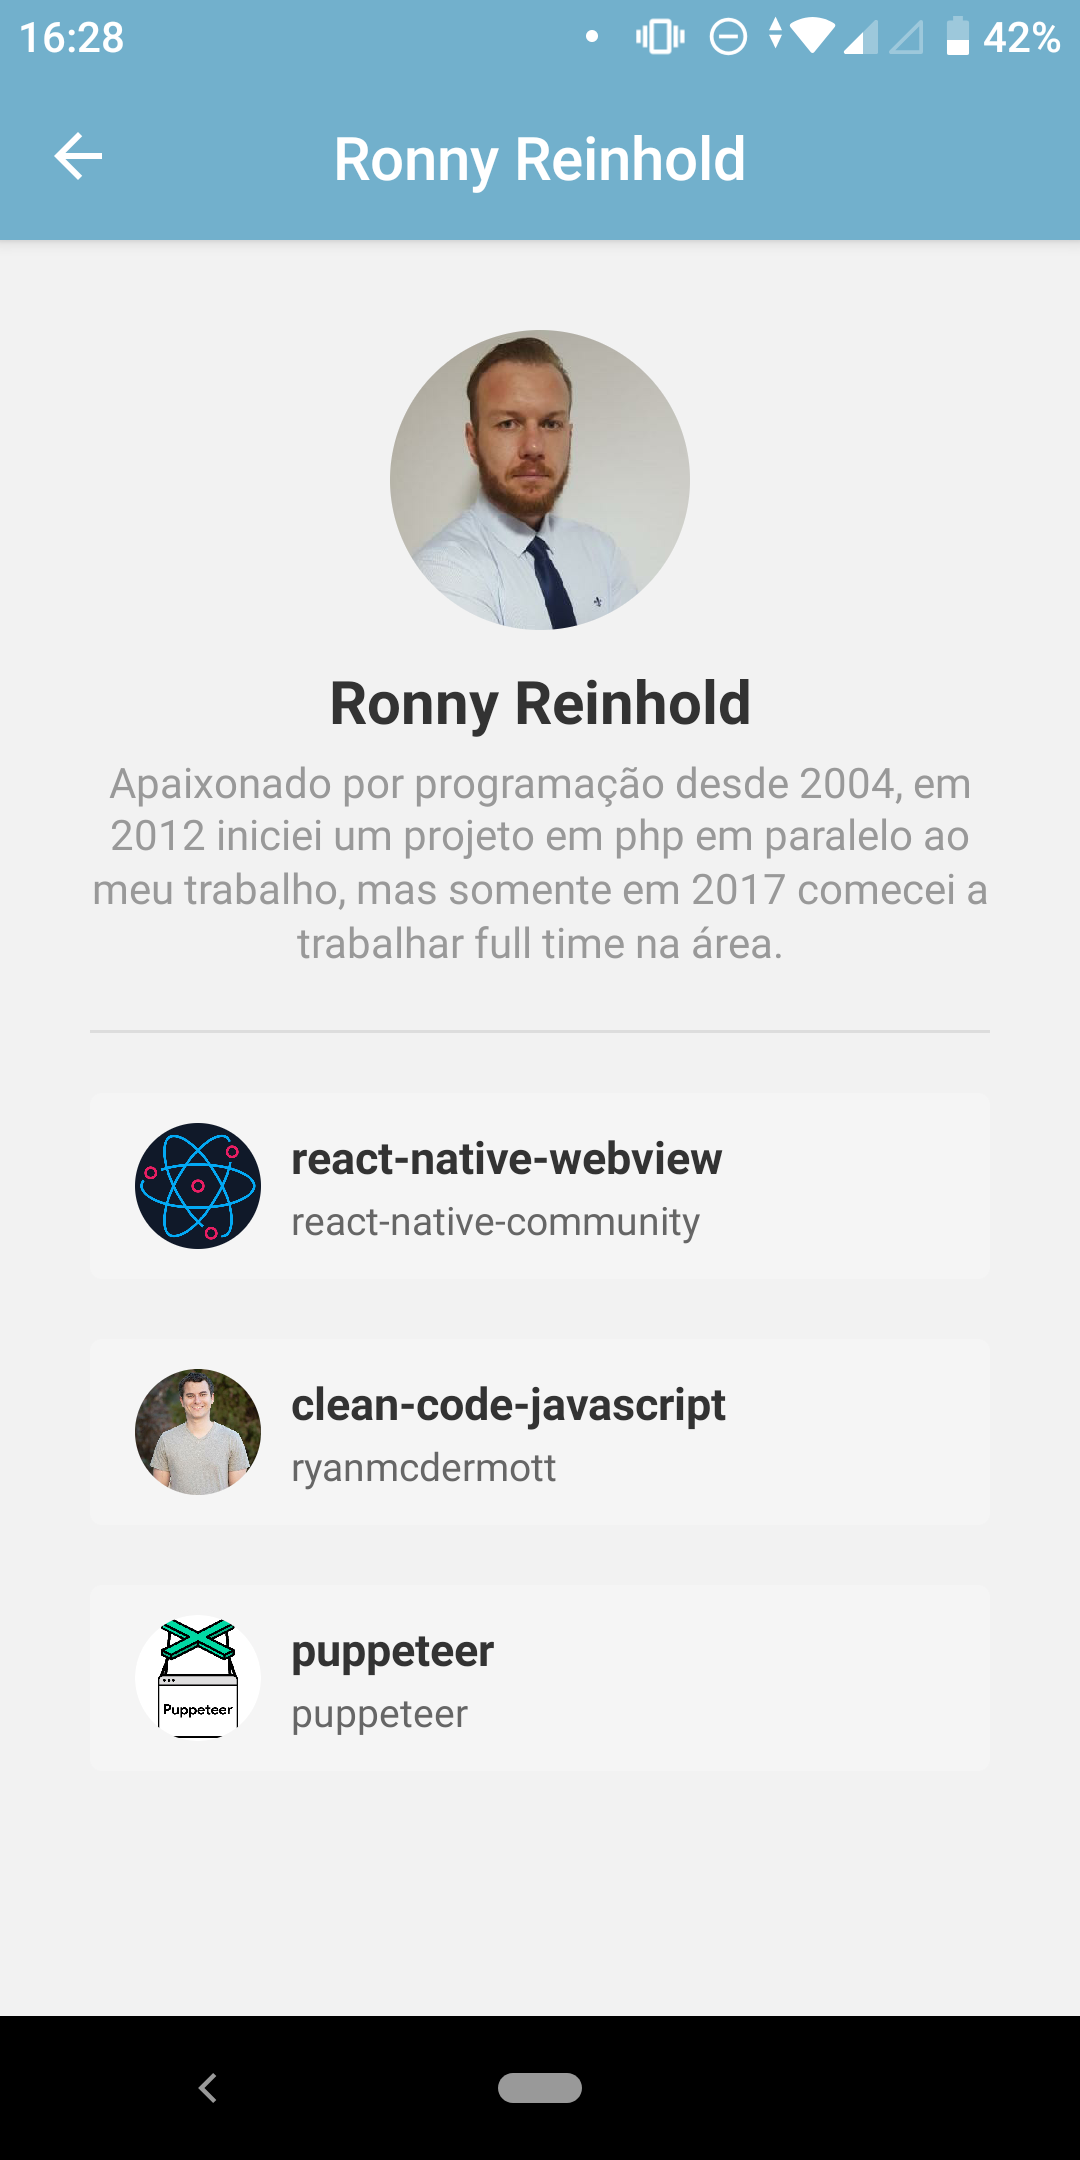 16:28
42%
Ronny Reinhold
Ronny Reinhold
Apaixonado por programação desde 2004, em
2012 iniciei um projeto em php em paralelo ao
meu trabalho, mas somente em 2017 comecei a
trabalhar full time na área.
react-native-webview
react-native-community
clean-code-javascript
ryanmcdermott
Puppeteer
puppeteer
puppeteer